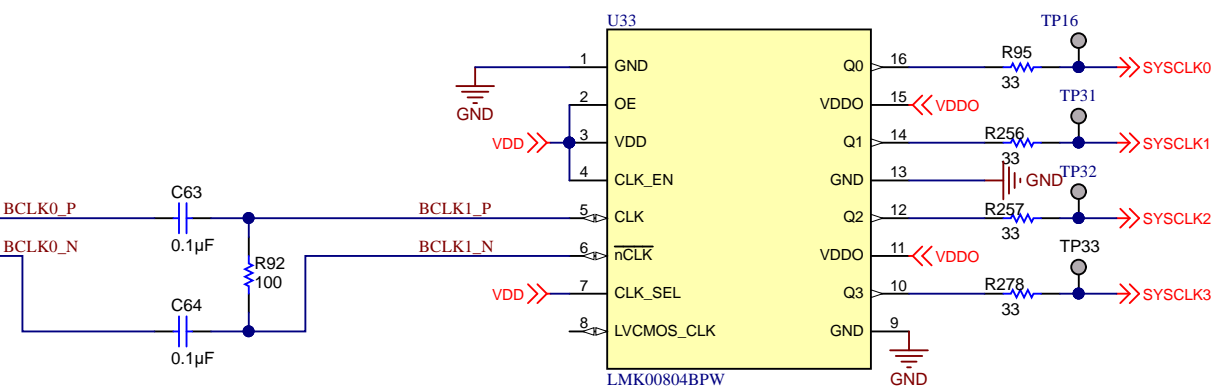 U33
TP16
1 GND Q0 16 R95 SYSCLK0
33
GND
2 OE VDDO 15 VDDO
TP31
VDD 3 VDD Q1 14 R256 SYSCLK1
33
4 CLK_EN GND 13 GND TP32
C63
BCLK0_P BCLK1_P 5 CLK Q2 12 R257 SYSCLK2
0.1µF 33
BCLK0_N BCLK1_N 6 nCLK VDDO 11 VDDO
TP33
R92
100
VDD 7 CLK_SEL Q3 10 R278 SYSCLK3
C64 33
8 LVCMOS_CLK GND 9
0.1µF
LMK00804BPW GND